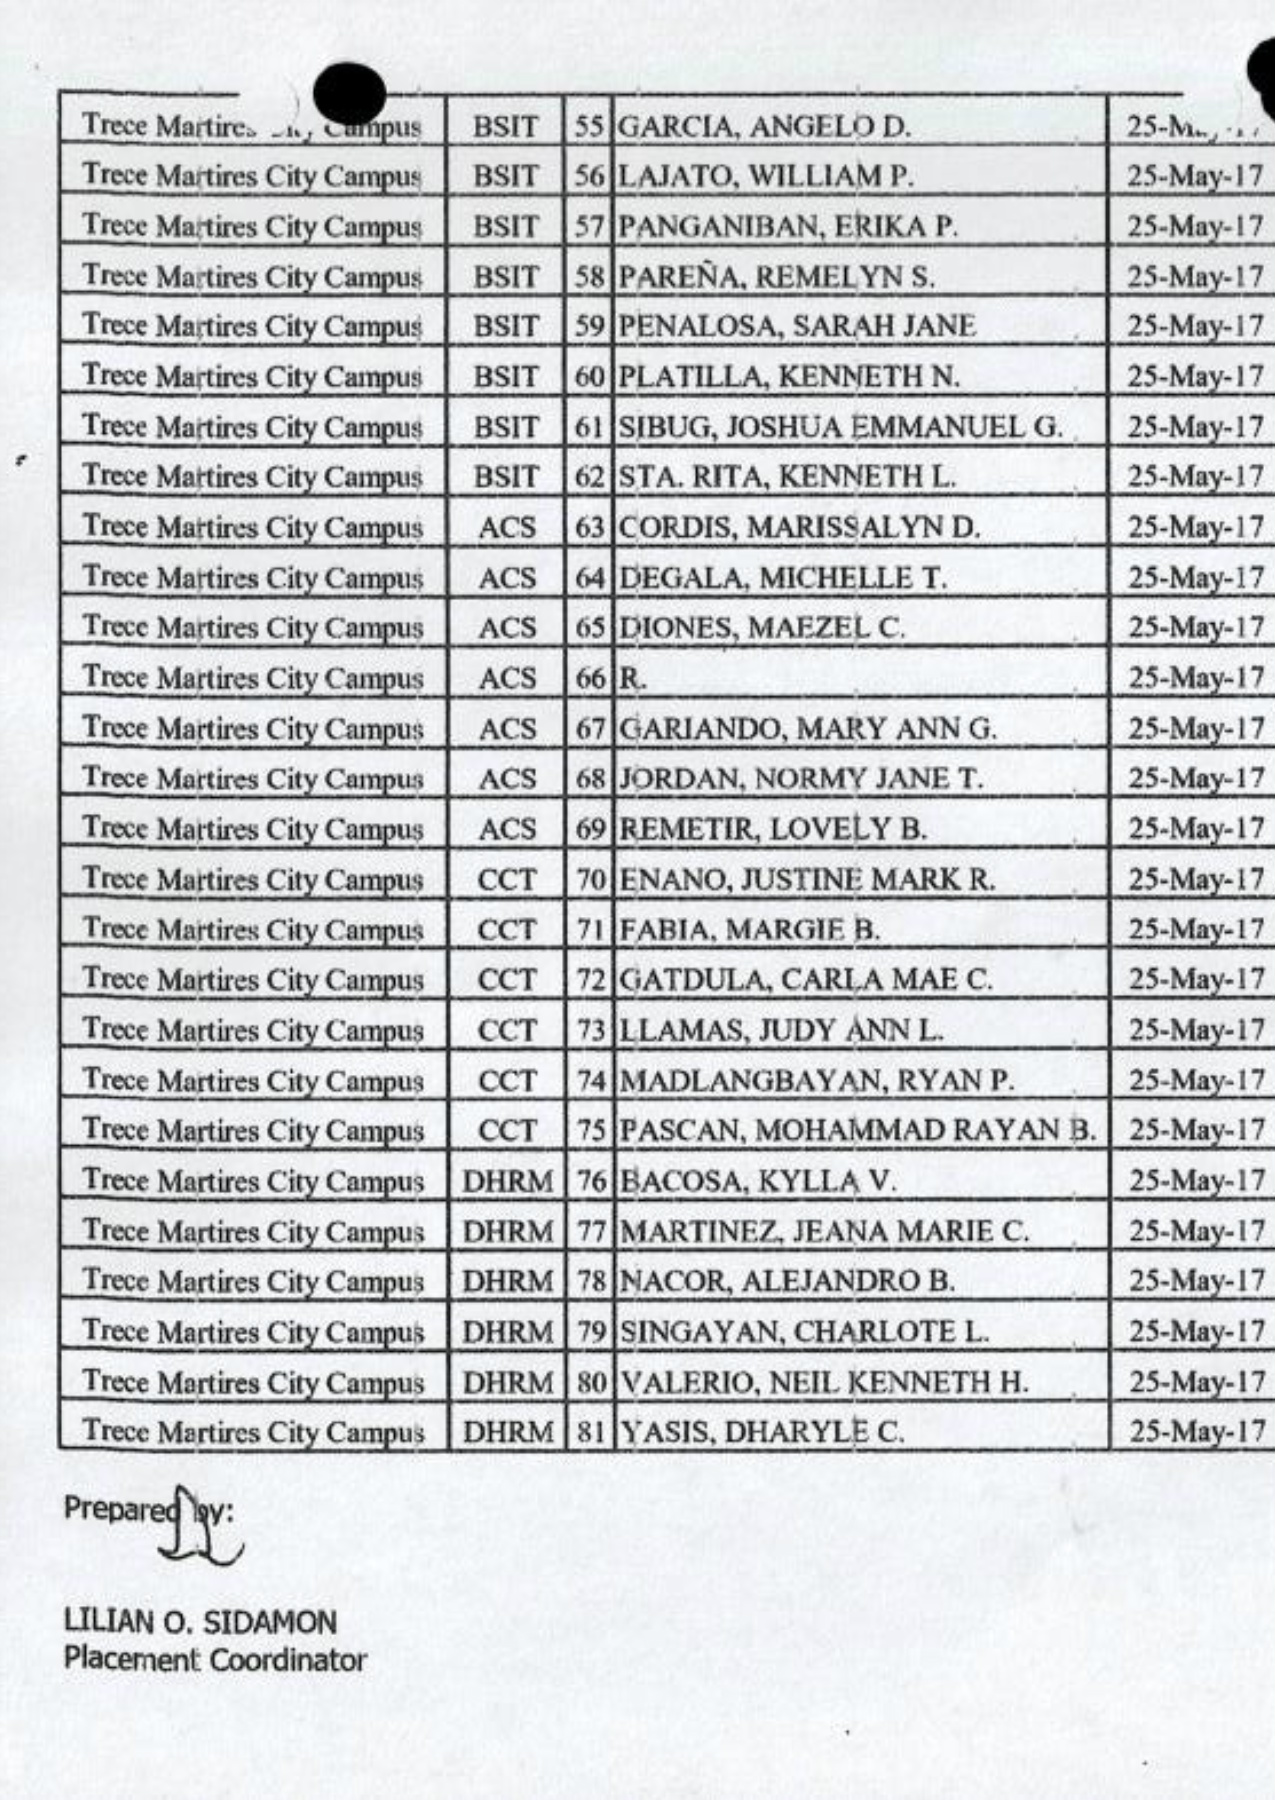 Trece Martires Campus BSIT 55 GARCIA, ANGELO D.
Trece Martires City Campus BSIT 56 LAJATO, WILLIAM P. 25-May-17
Trece Martires City Campus BSIT 57 PANGANIBAN, ERIKA P. 25-May-17
Trece Martires City Campus BSIT 58 PAREÑA, REMELYN S. 25-May-17
Trece Martires City Campus BSIT 59 PENALOSA, SARAH JANE 25-May-17
Trece Martires City Campus BSIT 60 PLATILLA, KENNETH N. 25-May-17
Trece Martires City Campus BSIT 61 SIBUG, JOSHUA EMMANUEL G. 25-May-17
Trece Martires City Campus BSIT 62 STA. RITA, KENNETH L. 25-May-17
Trece Martires City Campus ACS 63 CORDIS, MARISSALYN D. 25-May-17
Trece Martires City Campus ACS 64 DEGALA, MICHELLE T. 25-May-17
Trece Martires City Campus ACS 65 DIONES, MAEZEL C. 25-May-17
Trece Martires City Campus ACS 66 R. 25-May-17
Trece Martires City Campus ACS 67 GARIANDO, MARY ANN G. 25-May-17
Trece Martires City Campus ACS 68 JORDAN, NORMY JANE T. 25-May-17
Trece Martires City Campus ACS 69 REMETIR, LOVELY B. 25-May-17
Trece Martires City Campus CCT 70 ENANO, JUSTINE MARK R. 25-May-17
Trece Martires City Campus CCT 71 FABIA, MARGIE B. 25-May-17
Trece Martires City Campus CCT 72 GATDULA, CARLA MAE C. 25-May-17
Trece Martires City Campus CCT 73 LLAMAS, JUDY ANN L. 25-May-17
Trece Martires City Campus CCT 74 MADLANGBAYAN, RYAN P. 25-May-17
Trece Martires City Campus CCT 75 PASCAN, MOHAMMAD RAYAN B. 25-May-17
Trece Martires City Campus DHRM 76 BACOSA, KYLLA V. 25-May-17
Trece Martires City Campus DHRM 77 MARTINEZ, JEANA MARIE C. 25-May-17
Trece Martires City Campus DHRM 78 NACOR, ALEJANDRO B. 25-May-17
Trece Martires City Campus DHRM 79 SINGAYAN, CHARLOTE L. 25-May-17
Trece Martires City Campus DHRM 80 VALERIO, NEIL KENNETH H. 25-May-17
Trece Martires City Campus DHRM 81 YASIS, DHARYLE C. 25-May-17
Prepared by:
LILIAN O. SIDAMON
Placement Coordinator